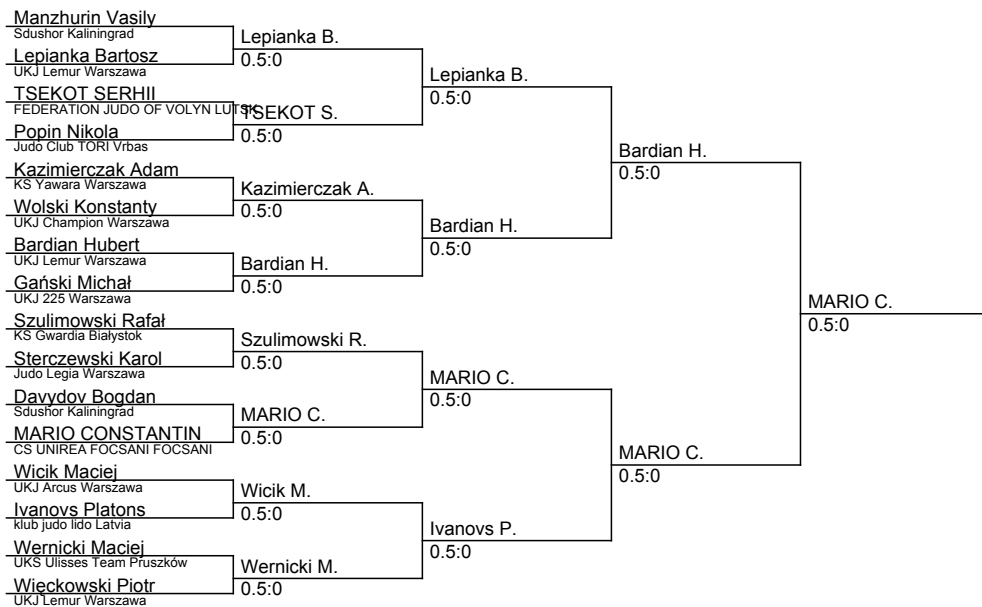 Manzhurin Vasily
Sdushor Kaliningrad
Lepianka Bartosz
UKJ Lemur Warszawa
TSEKOT SERHII
FEDERATION JUDO OF VOLYN LUTSK
Popin Nikola
Judo Club TORI Vrbas
Kazimierczak Adam
KS Yawara Warszawa
Wolski Konstanty
UKJ Champion Warszawa
Bardian Hubert
UKJ Lemur Warszawa
Gański Michał
UKJ 225 Warszawa
Szulimowski Rafał
KS Gwardia Białystok
Sterczewski Karol
Judo Legia Warszawa
Davydov Bogdan
Sdushor Kaliningrad
MARIO CONSTANTIN
CS UNIREA FOCSANI FOCSANI
Wicik Maciej
UKJ Arcus Warszawa
Ivanovs Platons
klub judo lido Latvia
Wernicki Maciej
UKS Ulisses Team Pruszków
Więckowski Piotr
UKJ Lemur Warszawa
Lepianka B.
0.5:0
TSEKOT S.
0.5:0
Kazimierczak A.
0.5:0
Bardian H.
0.5:0
Szulimowski R.
0.5:0
MARIO C.
0.5:0
Wicik M.
0.5:0
Wernicki M.
0.5:0
Lepianka B.
0.5:0
Bardian H.
0.5:0
MARIO C.
0.5:0
Ivanovs P.
0.5:0
Bardian H.
0.5:0
MARIO C.
0.5:0
MARIO C.
0.5:0